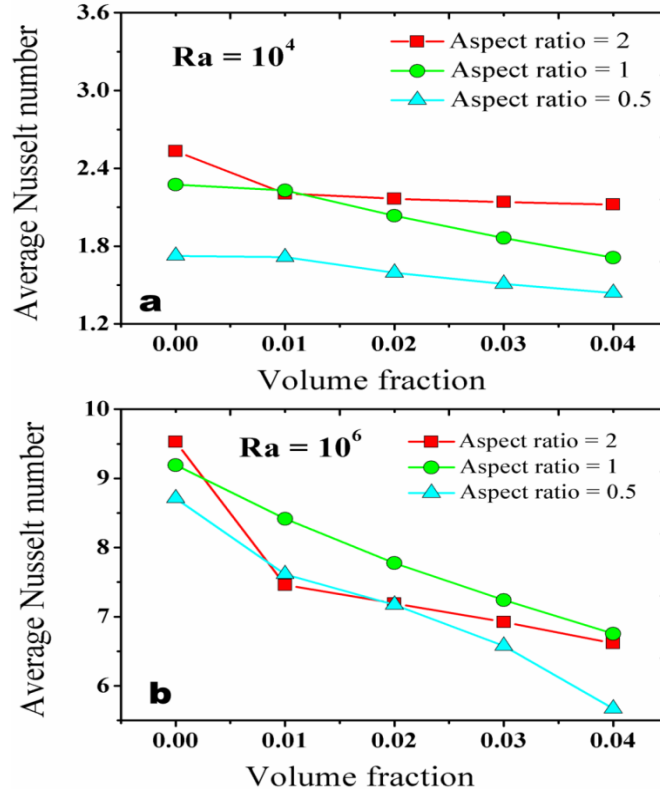 3.6
3.0
2.4
1.8
1.2
Average Nusselt number
Ra = 10⁴
Aspect ratio = 2
Aspect ratio = 1
Aspect ratio = 0.5
a
0.00 0.01 0.02 0.03 0.04
Volume fraction
10
9
8
7
6
Average Nusselt number
Ra = 10⁶
Aspect ratio = 2
Aspect ratio = 1
Aspect ratio = 0.5
b
0.00 0.01 0.02 0.03 0.04
Volume fraction